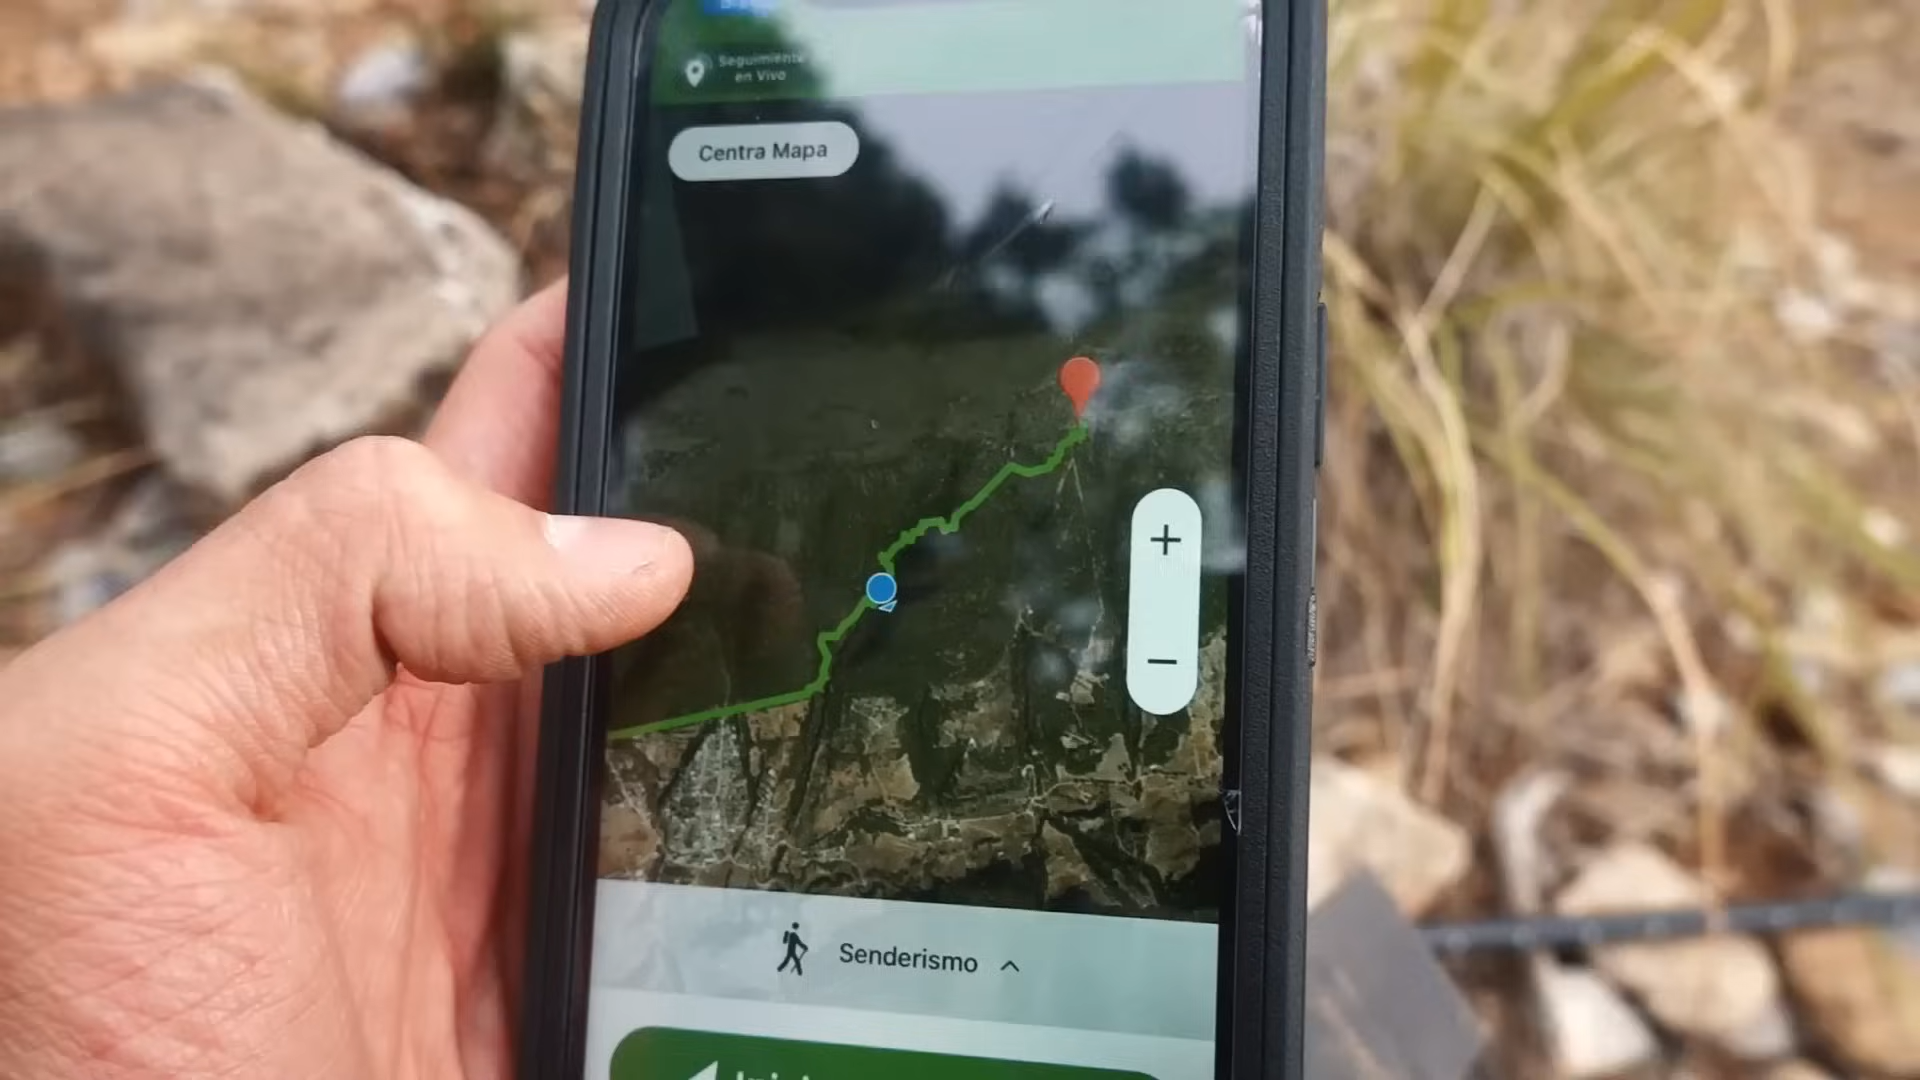 Seguimiento
en Vivo
Centra Mapa
+
−
Senderismo